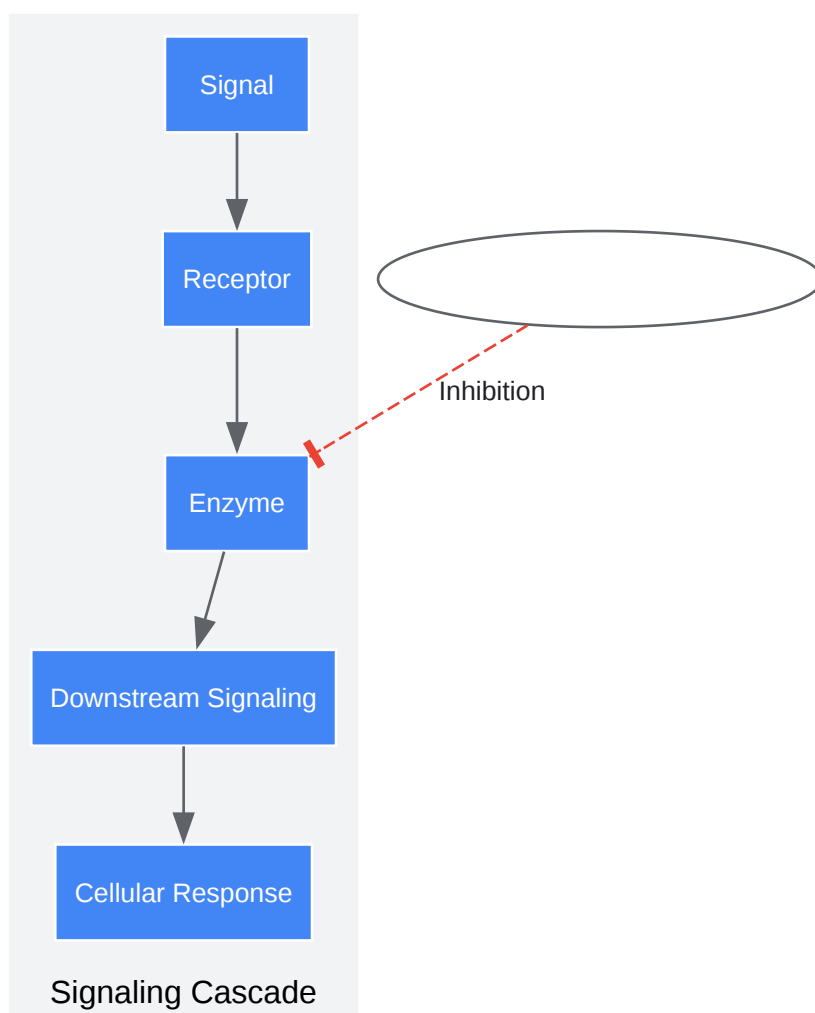 Signal
Receptor
Inhibition
Enzyme
Downstream Signaling
Cellular Response
Signaling Cascade